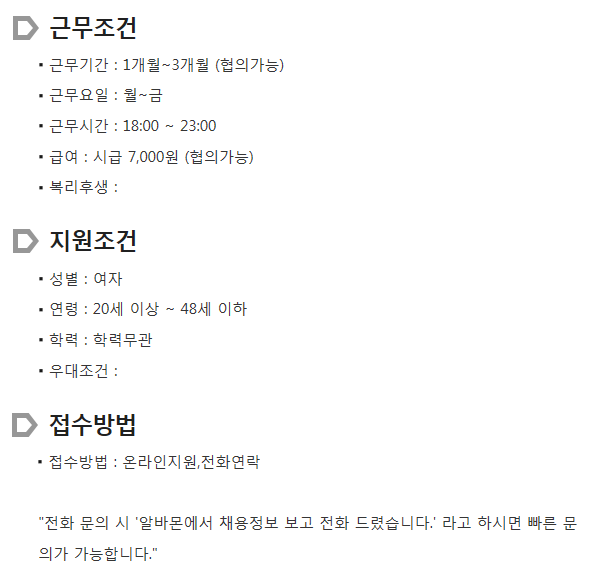 근무조건
▪ 근무기간 : 1개월~3개월 (협의가능)
▪ 근무요일 : 월~금
▪ 근무시간 : 18:00 ~ 23:00
▪ 급여 : 시급 7,000원 (협의가능)
▪ 복리후생 :
지원조건
▪ 성별 : 여자
▪ 연령 : 20세 이상 ~ 48세 이하
▪ 학력 : 학력무관
▪ 우대조건 :
접수방법
▪ 접수방법 : 온라인지원,전화연락
"전화 문의 시 '알바몬에서 채용정보 보고 전화 드렸습니다.' 라고 하시면 빠른 문
의가 가능합니다."